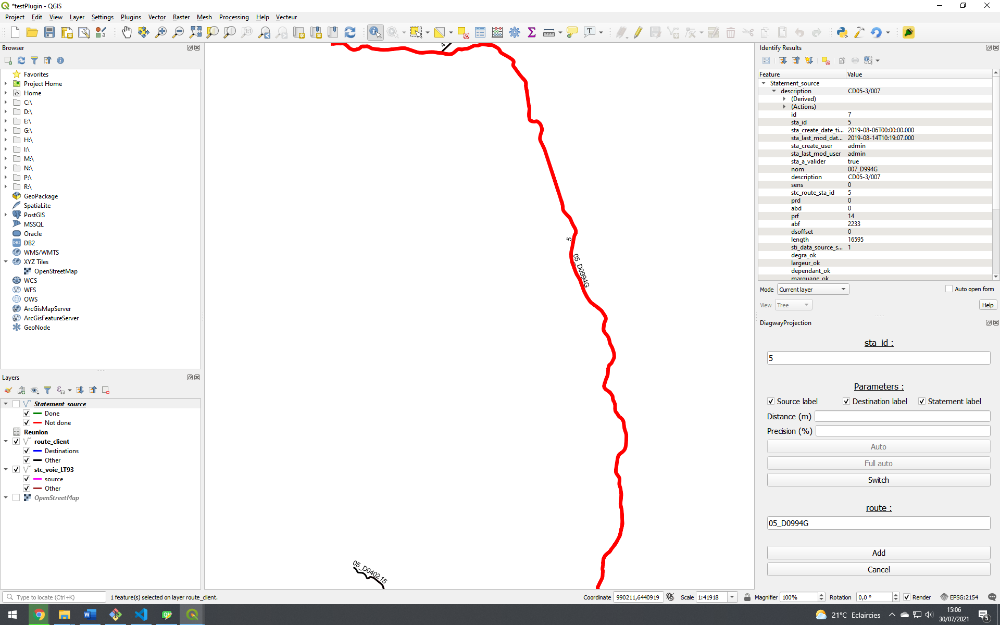 *testPlugin - QGIS
Project Edit View Layer Settings Plugins Vector Raster Mesh Processing Help Vecteur
Browser
Favorites
Project Home
Home
C:\
D:\
E:\
G:\
H:\
I:\
M:\
N:\
P:\
R:\
GeoPackage
SpatiaLite
PostGIS
MSSQL
Oracle
DB2
WMS/WMTS
XYZ Tiles
OpenStreetMap
WCS
WFS
OWS
ArcGisMapServer
ArcGisFeatureServer
GeoNode
Layers
Statement_source
Done
Not done
Reunion
route_client
Destinations
Other
stc_voie_LT93
source
Other
OpenStreetMap
4
5
05_D0994G
05_D040215
Identify Results
Feature Value
Statement_source
description CD05-3/007
(Derived)
(Actions)
id 7
sta_id 5
sta_create_date_ti... 2019-08-06T00:00:00.000
sta_last_mod_dat... 2019-08-14T10:19:07.000
sta_create_user admin
sta_last_mod_user admin
sta_a_valider true
nom 007_D994G
description CD05-3/007
sens 0
stc_route_sta_id 5
prd 0
abd 0
prf 14
abf 2233
dsoffset 0
length 16595
sti_data_source_s... 1
degra_ok
largeur_ok
dependant_ok
marquage_ok
Mode Current layer Auto open form
View Tree Help
DiagwayProjection
sta_id :
5
Parameters :
Source label Destination label Statement label
Distance (m)
Precision (%)
Auto
Full auto
Switch
route :
05_D0994G
Add
Cancel
Type to locate (Ctrl+K) 1 feature(s) selected on layer route_client. Coordinate 990211,6440919 Scale 1:41918 Magnifier 100% Rotation 0,0 ° Render EPSG:2154
21°C Eclaircies 15:06
30/07/2021
5